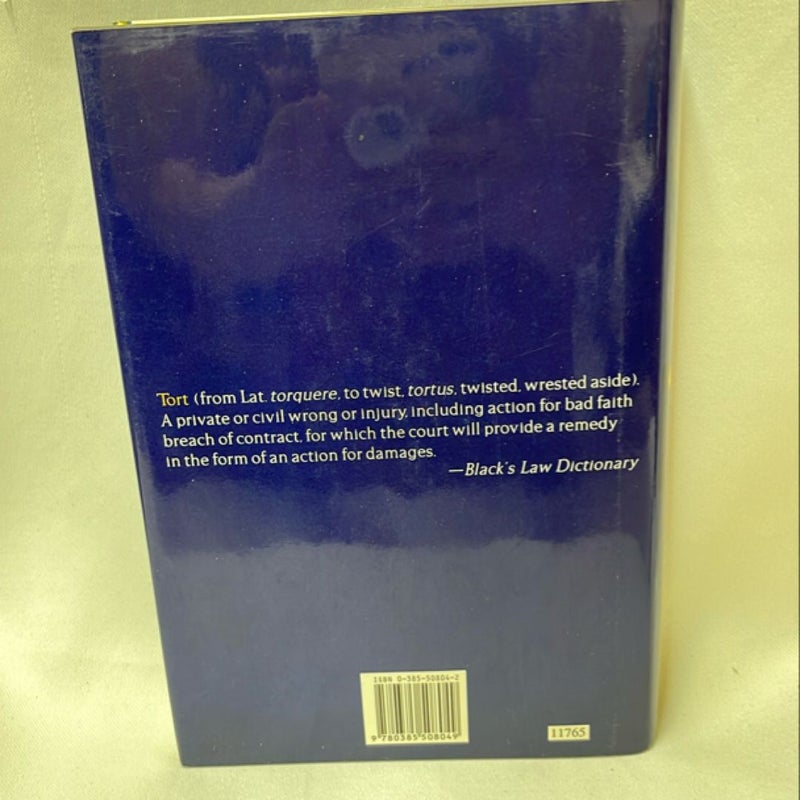 Tort (from Lat. torquere, to twist, tortus, twisted, wrested aside).
A private or civil wrong or injury, including action for bad faith
breach of contract, for which the court will provide a remedy
in the form of an action for damages.
—Black's Law Dictionary
ISBN 0-385-50804-2
9 780385 508049
11765